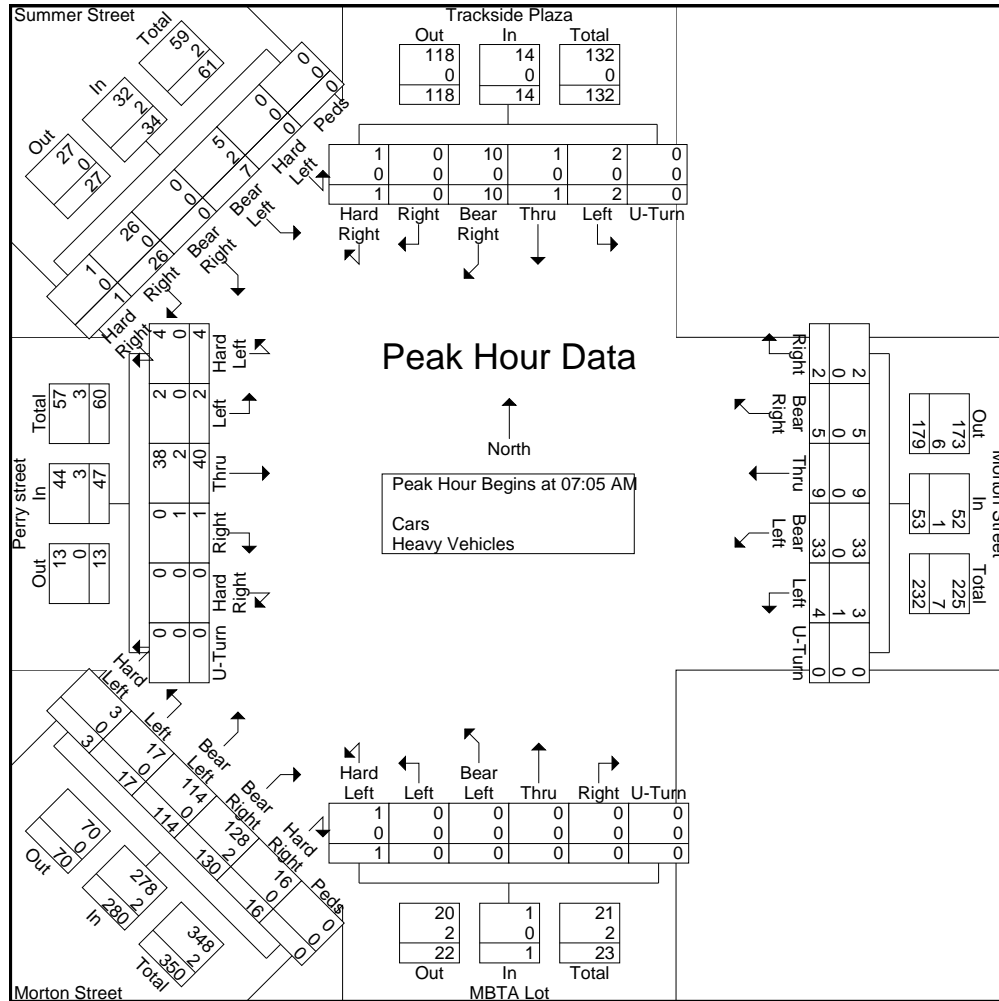 Summer Street
Out
27
0
27
In
32
2
34
Total
59
2
61
0
0
0
Peds
0
0
0
Hard Left
5
2
7
Bear Left
0
0
0
Bear Right
26
0
26
Right
1
0
1
Hard Right
Trackside Plaza
Out In Total
118 14 132
0 0 0
118 14 132
1 0 10 1 2 0
0 0 0 0 0 0
1 0 10 1 2 0
Hard Right Right Bear Right Thru Left U-Turn
Perry street
Total
57
3
60
In
44
3
47
Out
13
0
13
4 0 4 Hard Left
2 0 2 Left
38 2 40 Thru
0 1 1 Right
0 0 0 Hard Right
0 0 0 U-Turn
Peak Hour Data
North
Peak Hour Begins at 07:05 AM
Cars
Heavy Vehicles
Right 2 0 2
Bear Right 5 0 5
Thru 9 0 9
Bear Left 33 0 33
Left 4 1 3
U-Turn 0 0 0
Morton Street
Out
173
6
179
In
52
1
53
Total
225
7
232
Hard Left
3
0
3
Left
17
0
17
Bear Left
114
0
114
Bear Right
128
2
130
Hard Right
16
0
16
Peds
0
0
0
Out
70
0
70
In
278
2
280
Total
348
2
350
Morton Street
Hard Left Left Bear Left Thru Right U-Turn
1 0 0 0 0 0
0 0 0 0 0 0
1 0 0 0 0 0
20 1 21
2 0 2
22 1 23
Out In Total
MBTA Lot